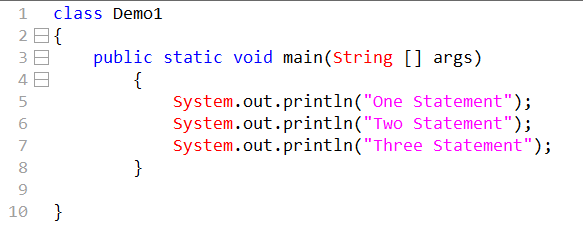 1 class Demo1
2 {
3 public static void main(String [] args)
4 {
5 System.out.println("One Statement");
6 System.out.println("Two Statement");
7 System.out.println("Three Statement");
8 }
9
10 }